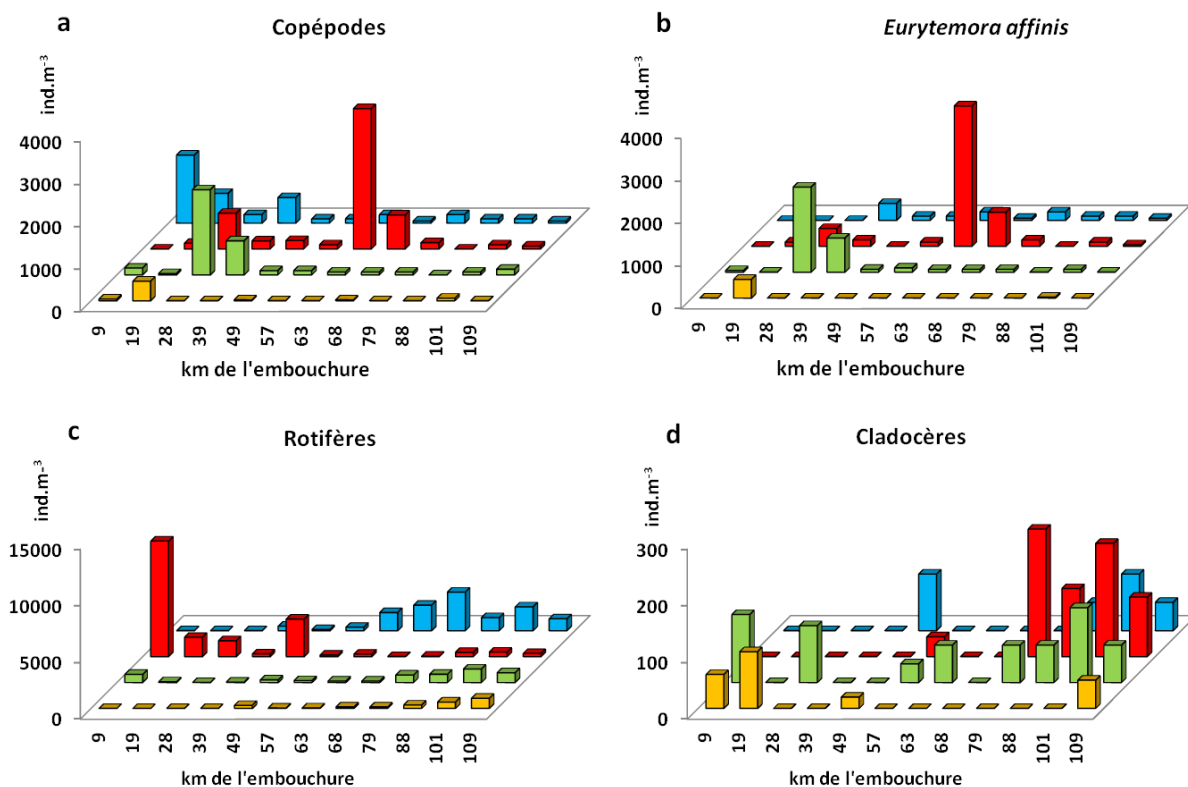 a
Copépodes
ind.m⁻³
4000
3000
2000
1000
0
9 19 28 39 49 57 63 68 79 88 101 109
km de l'embouchure
b
Eurytemora affinis
ind.m⁻³
4000
3000
2000
1000
0
9 19 28 39 49 57 63 68 79 88 101 109
km de l'embouchure
c
Rotifères
ind.m-³
15000
10000
5000
0
9 19 28 39 49 57 63 68 79 88 101 109
km de l'embouchure
d
Cladocères
ind.m⁻³
300
200
100
0
9 19 28 39 49 57 63 68 79 88 101 109
km de l'embouchure